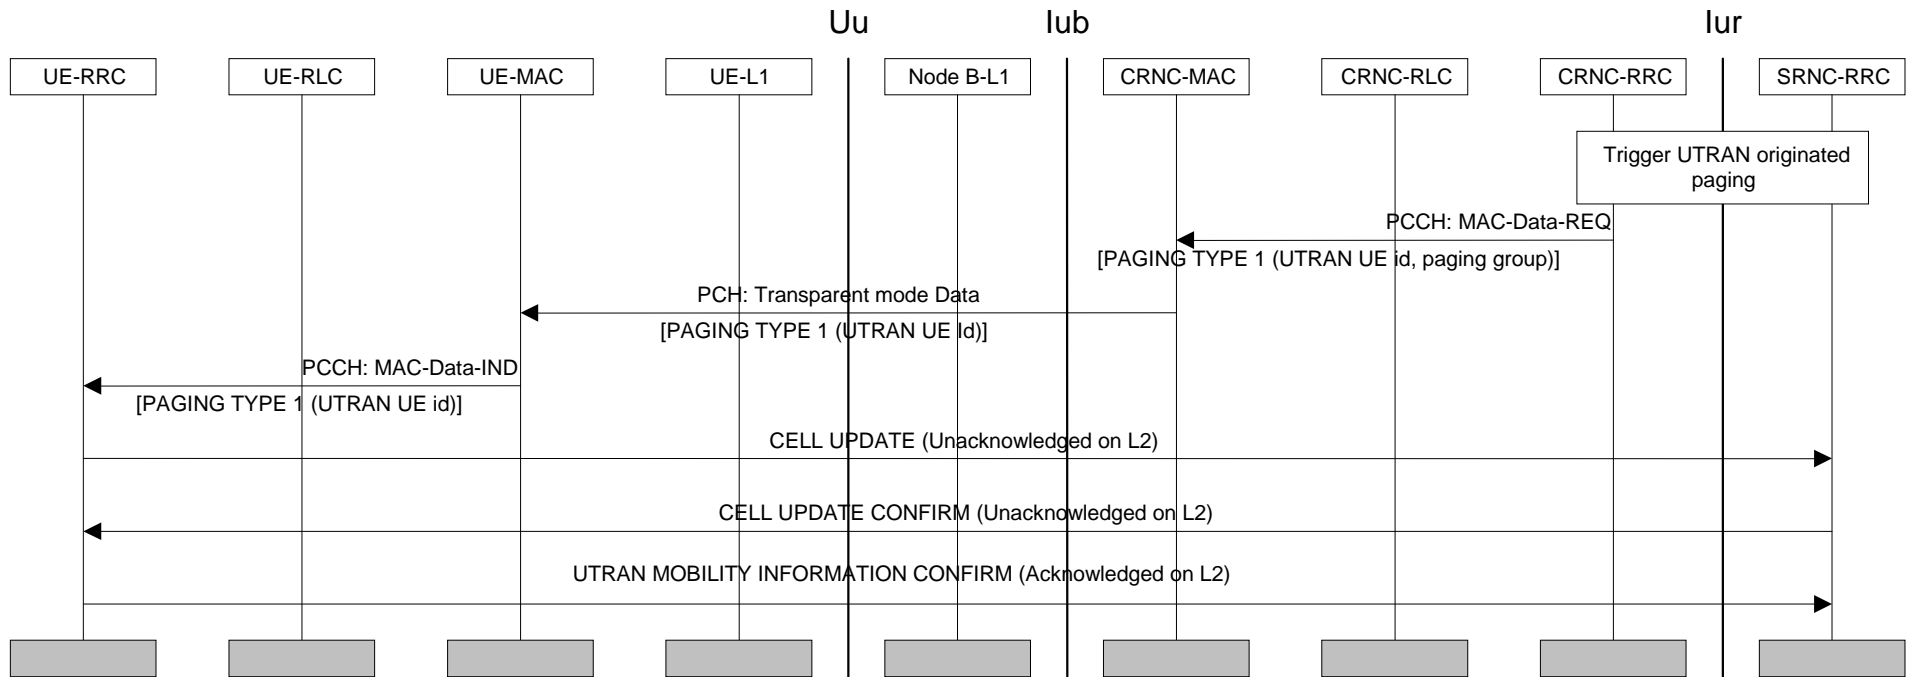 Uu Iub Iur
UE-RRC UE-RLC UE-MAC UE-L1 Node B-L1 CRNC-MAC CRNC-RLC CRNC-RRC SRNC-RRC
Trigger UTRAN originated
paging
PCCH: MAC-Data-REQ
[PAGING TYPE 1 (UTRAN UE id, paging group)]
PCH: Transparent mode Data
[PAGING TYPE 1 (UTRAN UE Id)]
PCCH: MAC-Data-IND
[PAGING TYPE 1 (UTRAN UE id)]
CELL UPDATE (Unacknowledged on L2)
CELL UPDATE CONFIRM (Unacknowledged on L2)
UTRAN MOBILITY INFORMATION CONFIRM (Acknowledged on L2)